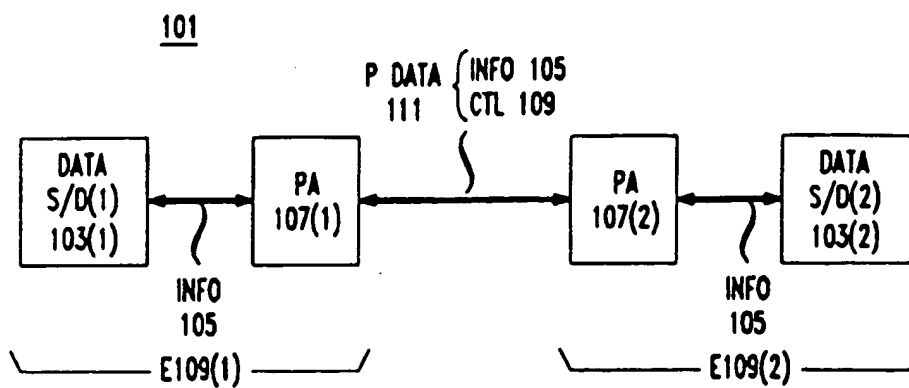 101
P DATA
111
INFO 105
CTL 109
DATA
S/D(1)
103(1)
PA
107(1)
PA
107(2)
DATA
S/D(2)
103(2)
INFO
105
INFO
105
E109(1)
E109(2)